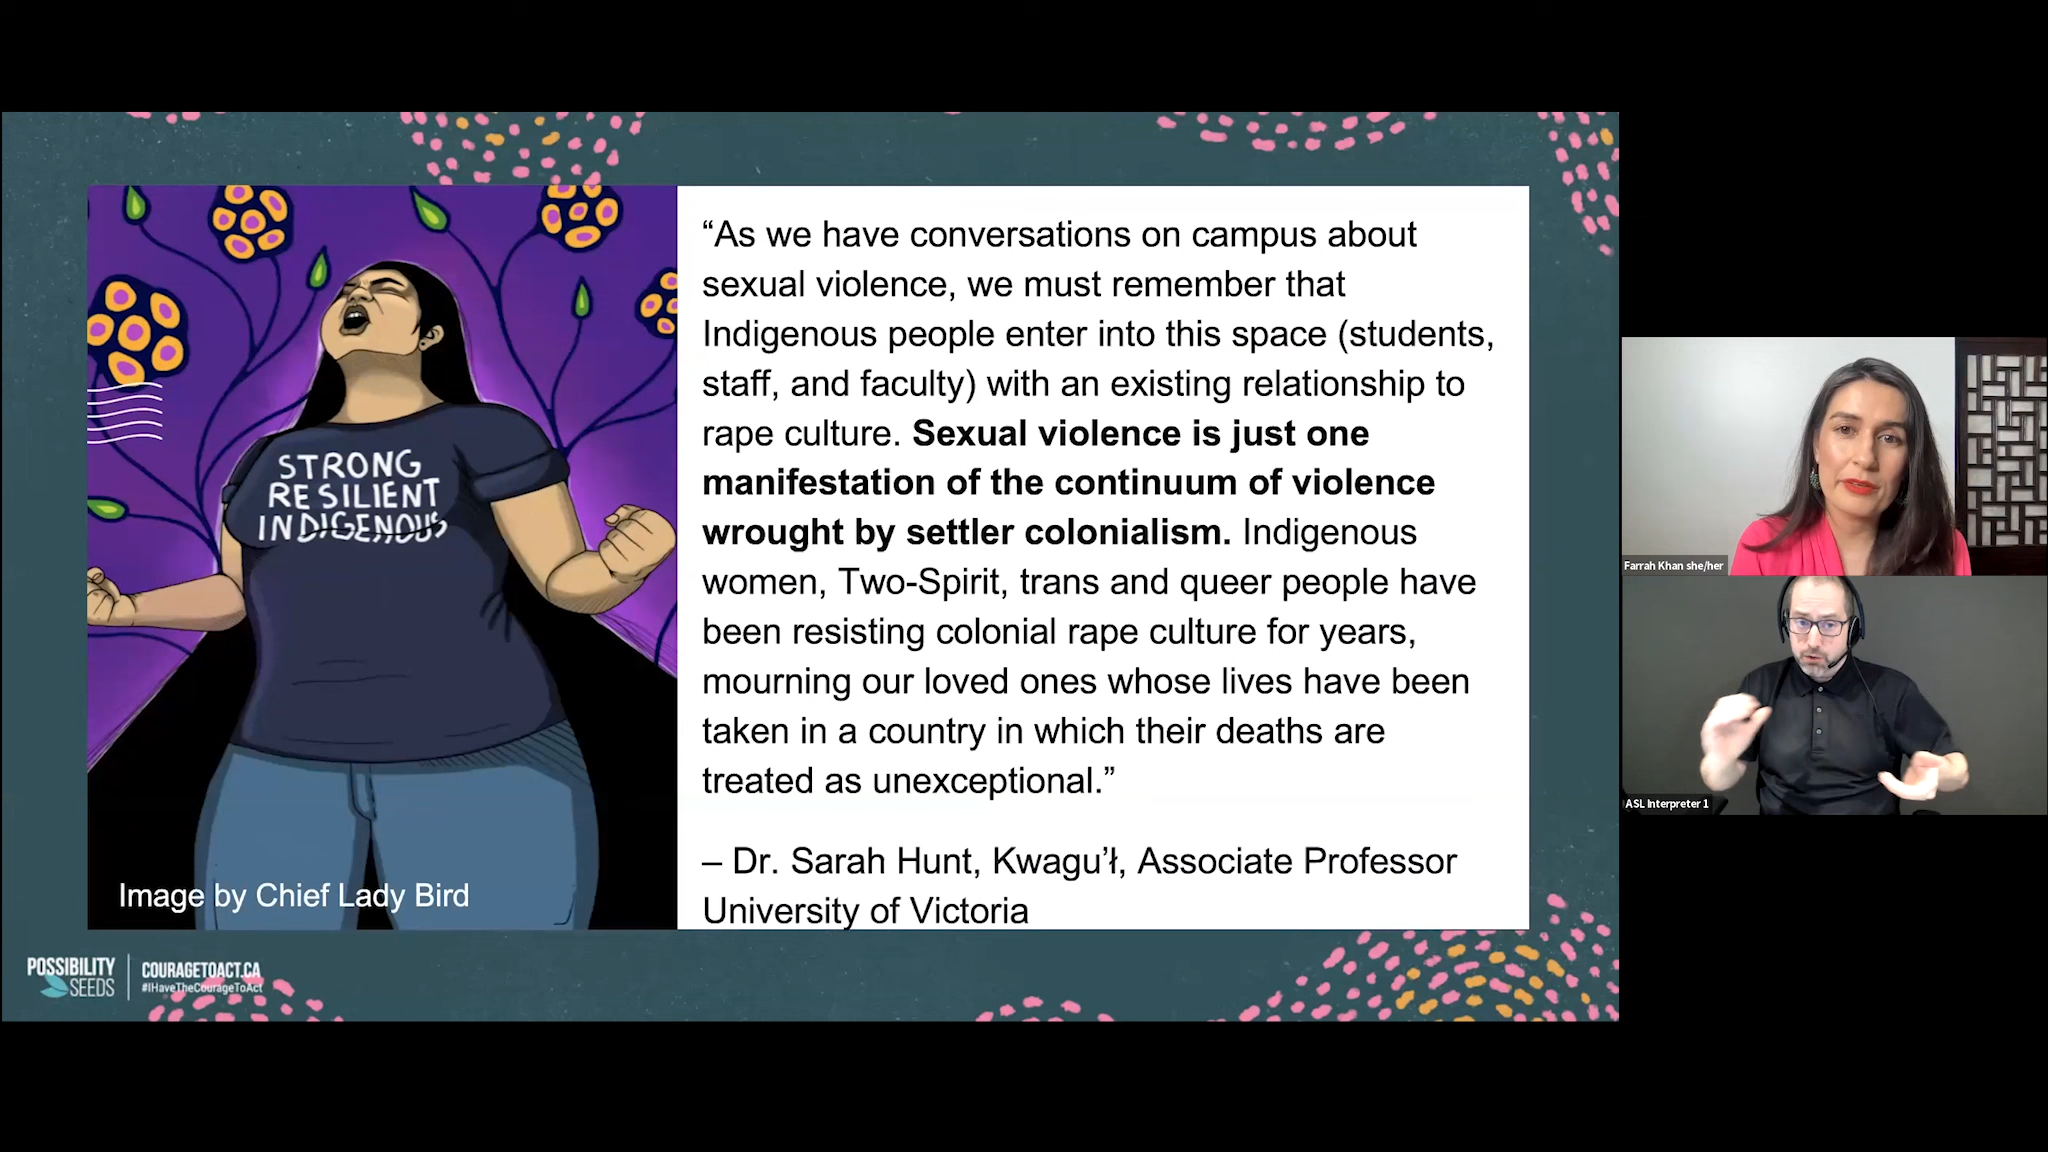 STRONG
RESILIENT
INDIGENOUS
Image by Chief Lady Bird
“As we have conversations on campus about
sexual violence, we must remember that
Indigenous people enter into this space (students,
staff, and faculty) with an existing relationship to
rape culture. Sexual violence is just one
manifestation of the continuum of violence
wrought by settler colonialism. Indigenous
women, Two-Spirit, trans and queer people have
been resisting colonial rape culture for years,
mourning our loved ones whose lives have been
taken in a country in which their deaths are
treated as unexceptional.”
– Dr. Sarah Hunt, Kwagu’ł, Associate Professor
University of Victoria
POSSIBILITY
SEEDS
COURAGETOACT.CA
#IHaveTheCourageToAct
Farrah Khan she/her
ASL Interpreter 1